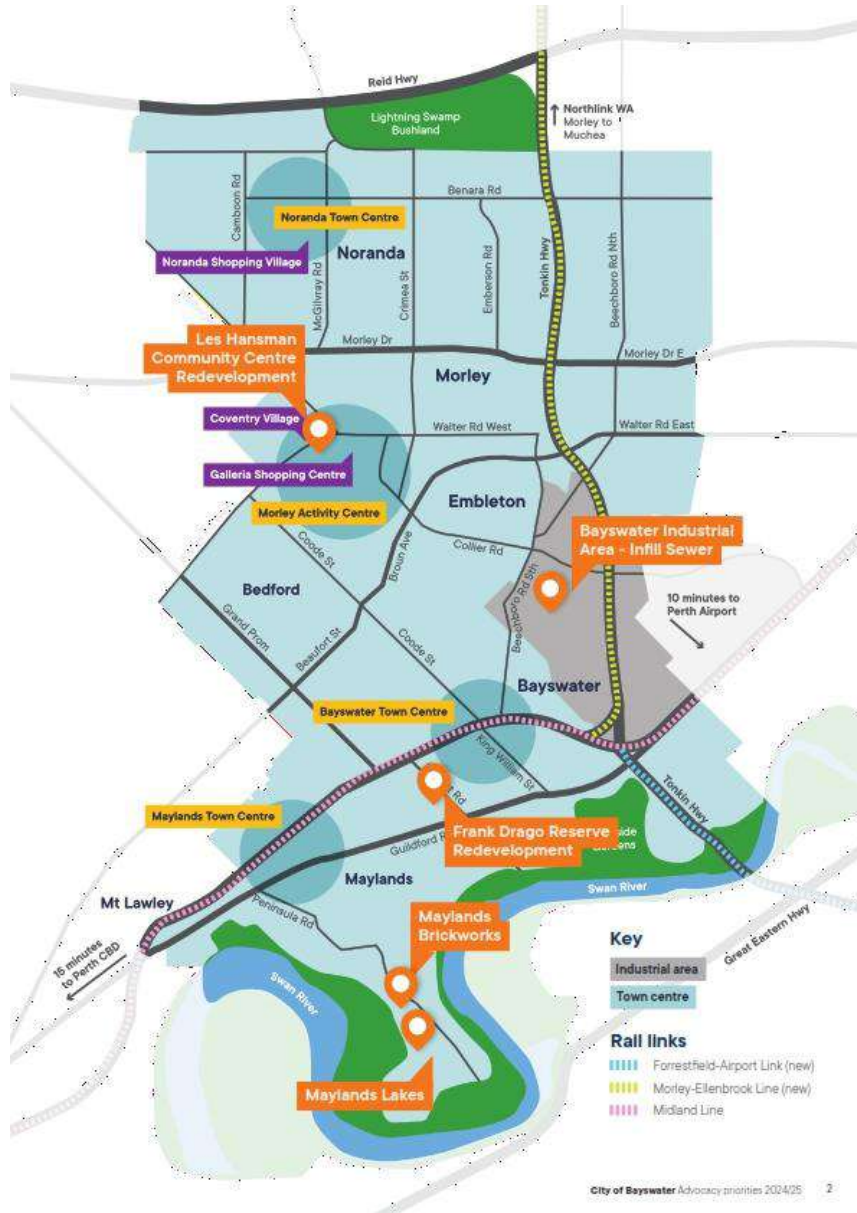 Reid Hwy
Lightning Swamp
Bushland
Northlink WA
Morley to
Muchea
Camboon Rd
Benara Rd
Noranda Town Centre
Noranda
Noranda Shopping Village
McGilvray Rd
Crimea St
Emberson Rd
Tonkin Hwy
Beechboro Rd Nth
Les Hansman
Community Centre
Redevelopment
Morley Dr
Morley Dr E
Morley
Coventry Village
Walter Rd West
Walter Rd East
Galleria Shopping Centre
Embleton
Morley Activity Centre
Bayswater Industrial
Area - Infill Sewer
Collier Rd
Coode St
Broun Ave
Bedford
Beechboro Rd Sth
10 minutes to
Perth Airport
Grand Prom
Beaufort St
Coode St
Bayswater
Bayswater Town Centre
King William St
Tonkin Hwy
Maylands Town Centre
Frank Drago Reserve
Redevelopment
Guildford
Maylands
Swan River
Mt Lawley
Peninsula Rd
Maylands
Brickworks
15 minutes
to Perth CBD
Great Eastern Hwy
Swan River
Maylands Lakes
Key
Industrial area
Town centre
Rail links
Forrestfield-Airport Link (new)
Morley-Ellenbrook Line (new)
Midland Line
City of Bayswater Advocacy priorities 2024/25 2